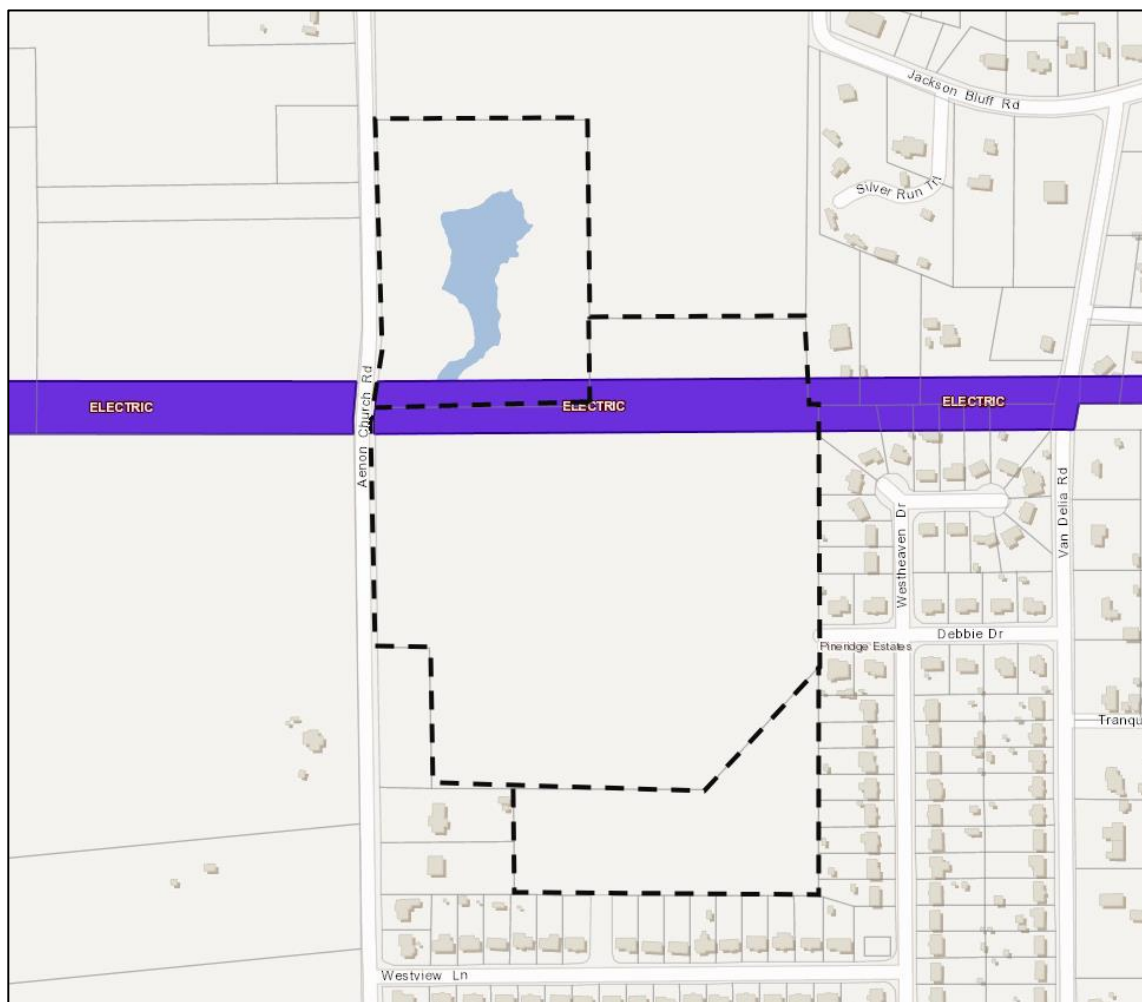 Jackson Bluff Rd
Silver Run Trl
Aenon Church Rd
ELECTRIC
ELECTRIC
ELECTRIC
Van Delia Rd
Westheaven Dr
Debbie Dr
Pineridge Estates
Tranqu
Westview Ln